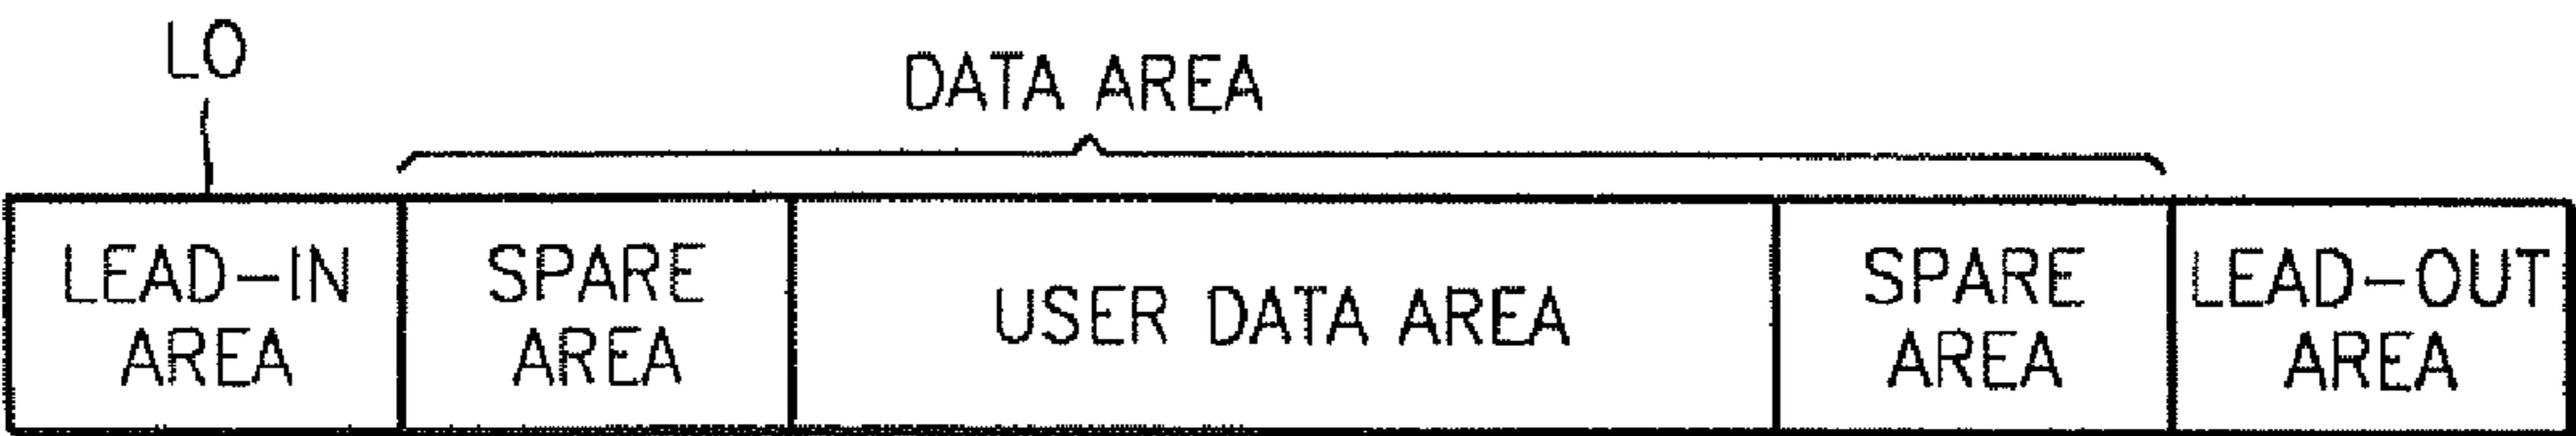 LO
DATA AREA
LEAD-IN
AREA
SPARE
AREA
USER DATA AREA
SPARE
AREA
LEAD-OUT
AREA